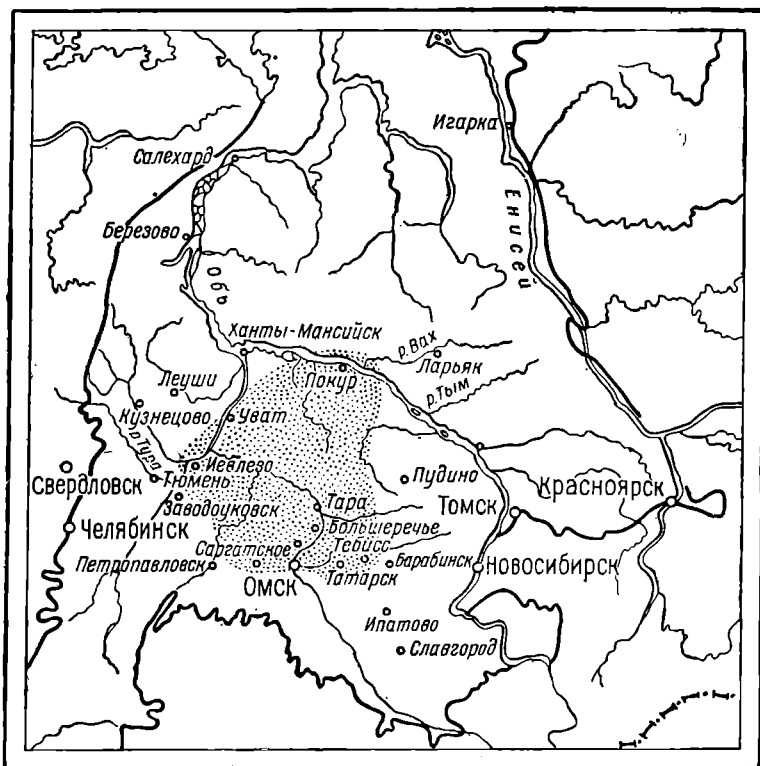 Игарка
Салехард
Енисей
Березово
Обь
Ханты-Мансийск
р. Вах
Ларьяк
Леуши
Покур
р. Тым
Кузнецово
Уват
р. Тура
Иевлезо
Свердловск
Тюмень
Пудино
Красноярск
Заводоуковск
Тара
Томск
Челябинск
Большеречье
Саргатское
Тебисс
Петропавловск
Барабинск
Новосибирск
Омск
Татарск
Ипатово
Славгород